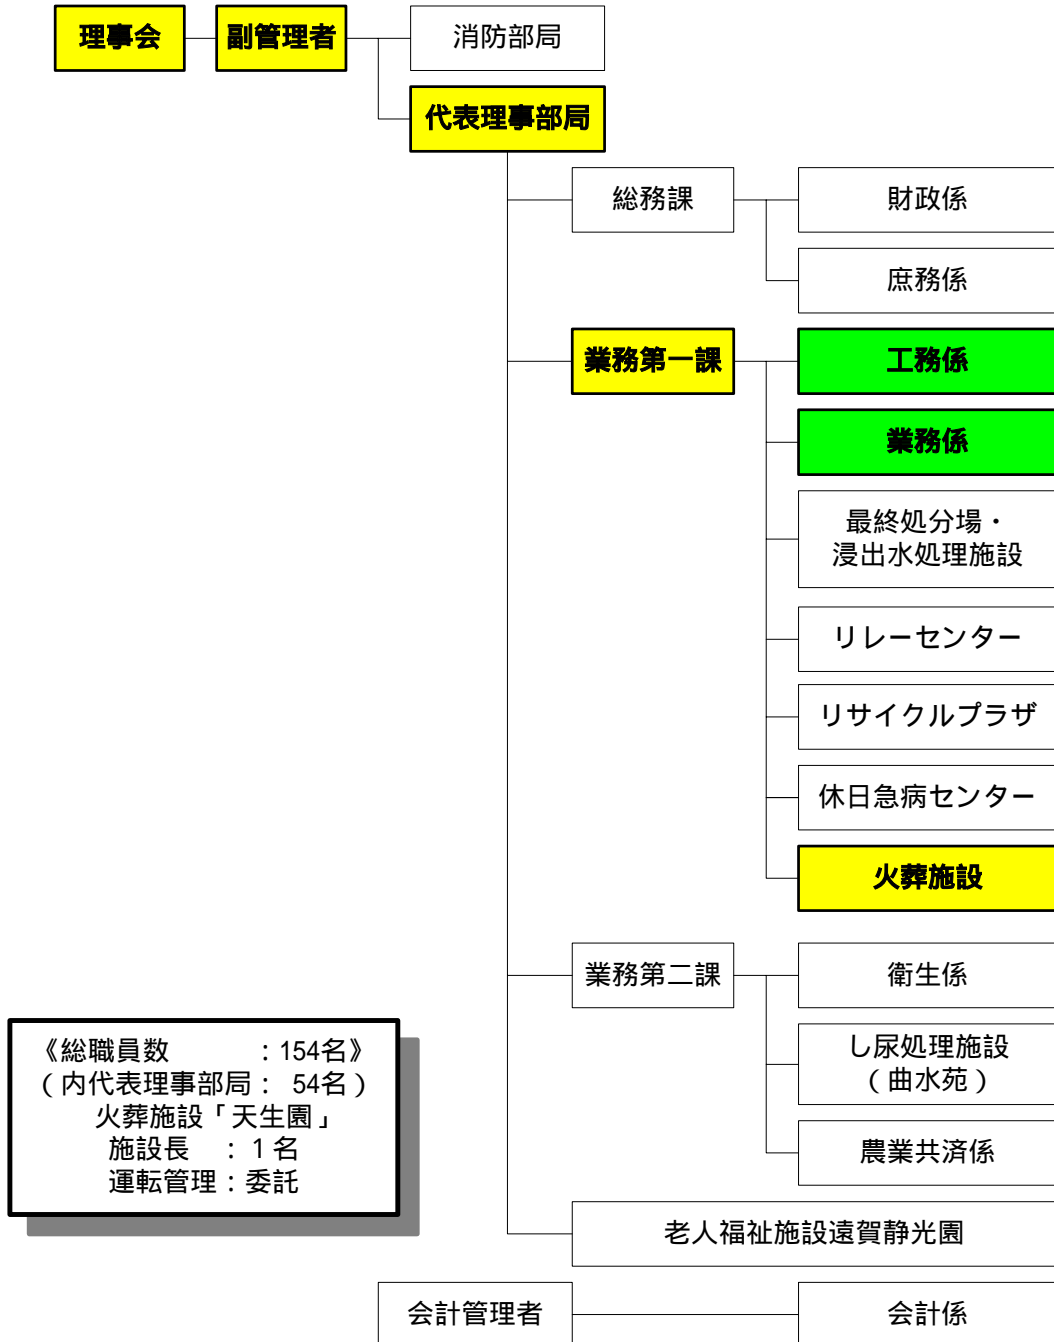 理事会
副管理者
消防部局
代表理事部局
総務課
財政係
庶務係
業務第一課
工務係
業務係
最終処分場・
浸出水処理施設
リレーセンター
リサイクルプラザ
休日急病センター
火葬施設
業務第二課
衛生係
し尿処理施設
（曲水苑）
農業共済係
老人福祉施設遠賀静光園
会計管理者
会計係
《総職員数　　　：154名》
（内代表理事部局： 54名）
火葬施設「天生園」
施設長　：１名
運転管理：委託